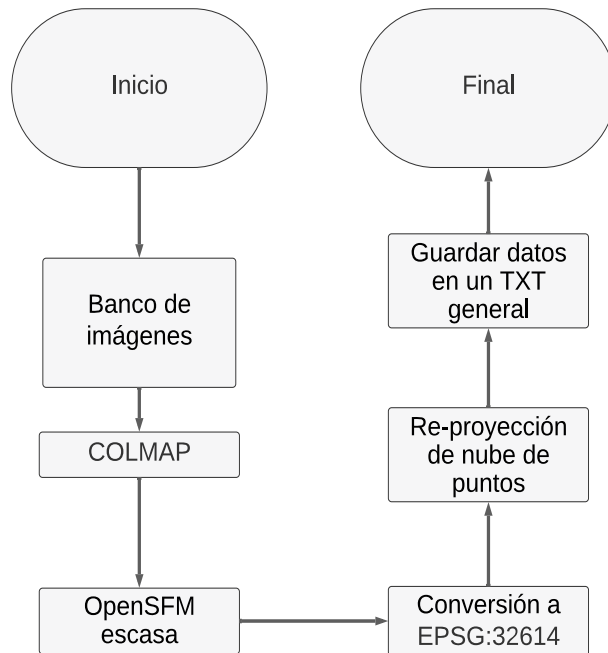 Inicio
Banco de
imágenes
COLMAP
OpenSFM
escasa
Conversión a
EPSG:32614
Re-proyección
de nube de
puntos
Guardar datos
en un TXT
general
Final